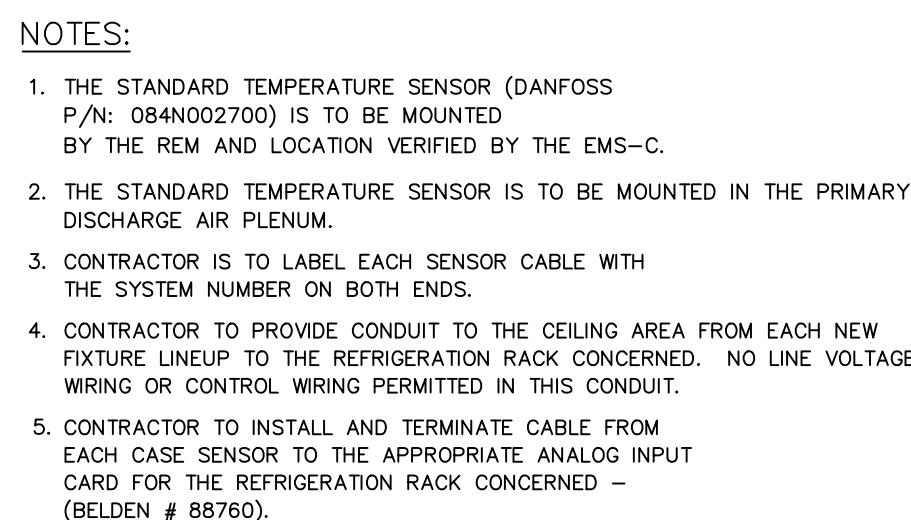 NOTES:
1. THE STANDARD TEMPERATURE SENSOR (DANFOSS
P/N: 084N002700) IS TO BE MOUNTED
BY THE REM AND LOCATION VERIFIED BY THE EMS-C.
2. THE STANDARD TEMPERATURE SENSOR IS TO BE MOUNTED IN THE PRIMARY
DISCHARGE AIR PLENUM.
3. CONTRACTOR IS TO LABEL EACH SENSOR CABLE WITH
THE SYSTEM NUMBER ON BOTH ENDS.
4. CONTRACTOR TO PROVIDE CONDUIT TO THE CEILING AREA FROM EACH NEW
FIXTURE LINEUP TO THE REFRIGERATION RACK CONCERNED. NO LINE VOLTAGE
WIRING OR CONTROL WIRING PERMITTED IN THIS CONDUIT.
5. CONTRACTOR TO INSTALL AND TERMINATE CABLE FROM
EACH CASE SENSOR TO THE APPROPRIATE ANALOG INPUT
CARD FOR THE REFRIGERATION RACK CONCERNED -
(BELDEN # 88760).